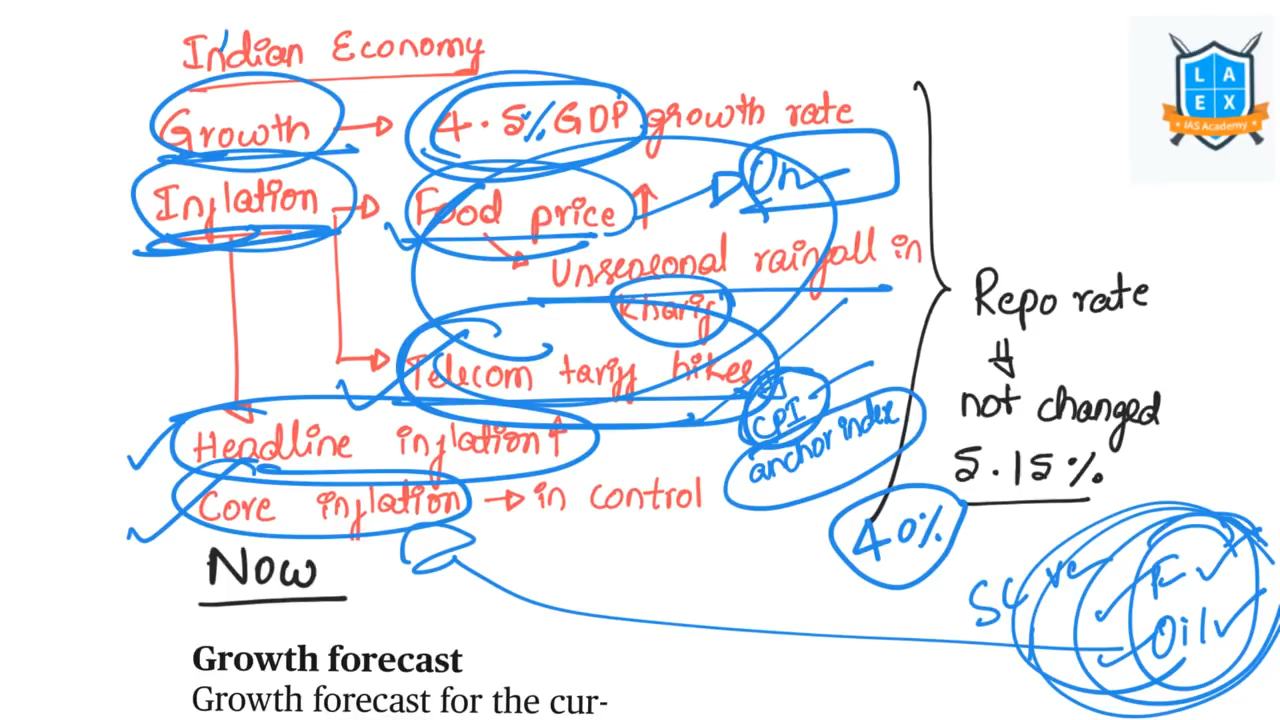 Indian Economy
Growth → 4.5% GDP growth rate
Inflation → Food price ↑ → On
Unseasonal rainfall in
kharif
Telecom tariff hikes
CPI
anchor index
Headline inflation ↑
Core inflation → in control
40%
Repo rate
⇓
not changed
5.15%
Now
F
Oil
Growth forecast
Growth forecast for the cur-
L A
E X
IAS Academy